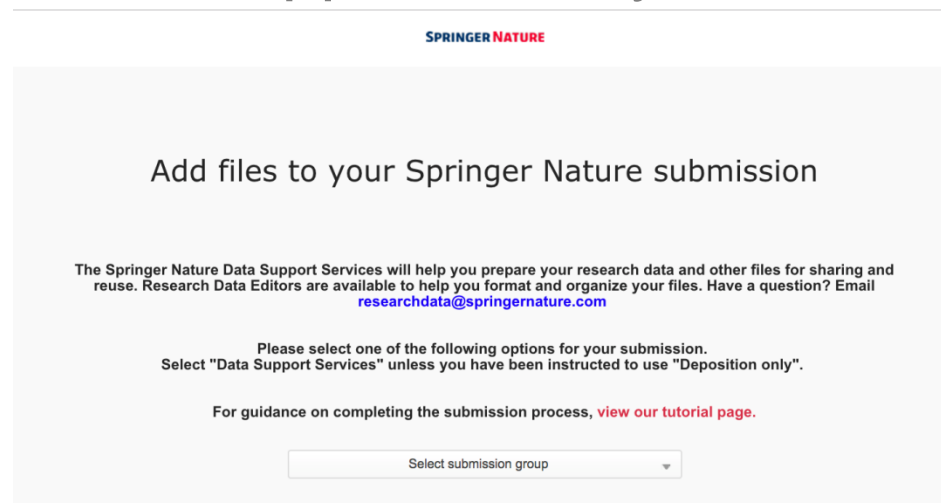 SPRINGER NATURE
Add files to your Springer Nature submission
The Springer Nature Data Support Services will help you prepare your research data and other files for sharing and
reuse. Research Data Editors are available to help you format and organize your files. Have a question? Email
researchdata@springernature.com
Please select one of the following options for your submission.
Select "Data Support Services" unless you have been instructed to use "Deposition only".
For guidance on completing the submission process, view our tutorial page.
Select submission group